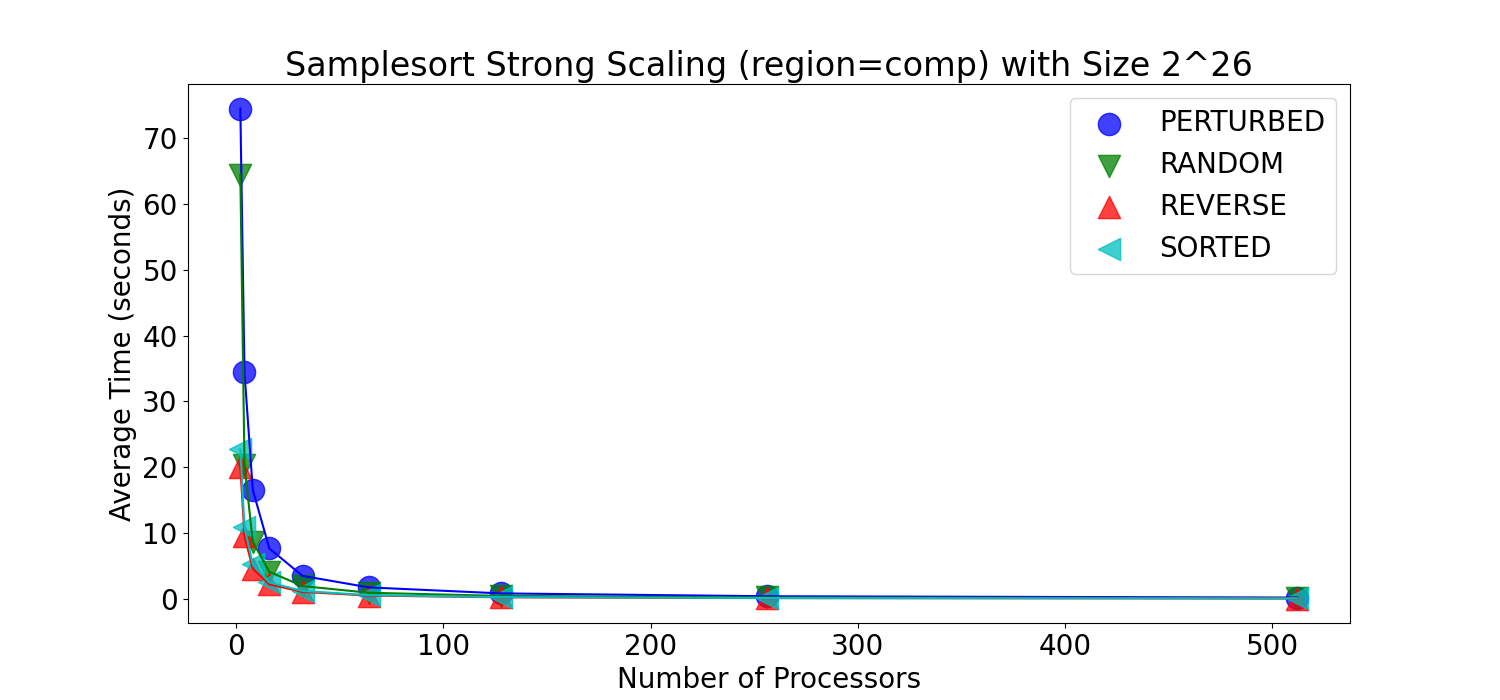 Samplesort Strong Scaling (region=comp) with Size 2^26
PERTURBED
RANDOM
REVERSE
SORTED
Average Time (seconds)
70
60
50
40
30
20
10
0
0 100 200 300 400 500
Number of Processors